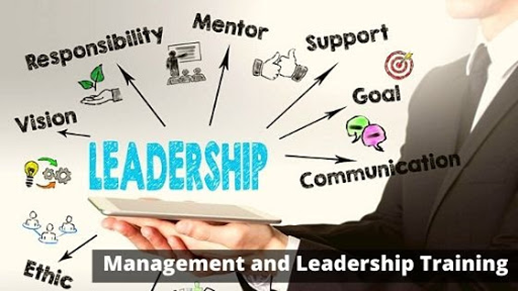 Responsibility
Mentor
Support
Vision
Goal
LEADERSHIP
Communication
Ethic
Management and Leadership Training